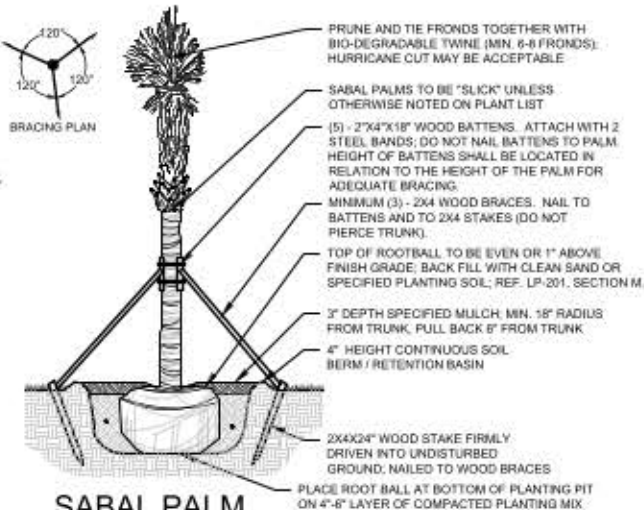 120°
120°
120°
BRACING PLAN
PRUNE AND TIE FRONDS TOGETHER WITH
BIO-DEGRADABLE TWINE (MIN. 6-8 FRONDS);
HURRICANE CUT MAY BE ACCEPTABLE
SABAL PALMS TO BE "SLICK" UNLESS
OTHERWISE NOTED ON PLANT LIST
(5) - 2"X4"X18" WOOD BATTENS. ATTACH WITH 2
STEEL BANDS; DO NOT NAIL BATTENS TO PALM.
HEIGHT OF BATTENS SHALL BE LOCATED IN
RELATION TO THE HEIGHT OF THE PALM FOR
ADEQUATE BRACING.
MINIMUM (3) - 2X4 WOOD BRACES. NAIL TO
BATTENS AND TO 2X4 STAKES (DO NOT
PIERCE TRUNK).
TOP OF ROOTBALL TO BE EVEN OR 1" ABOVE
FINISH GRADE; BACK FILL WITH CLEAN SAND OR
SPECIFIED PLANTING SOIL; REF. LP-201, SECTION M.
3" DEPTH SPECIFIED MULCH; MIN. 18" RADIUS
FROM TRUNK, PULL BACK 6" FROM TRUNK
4" HEIGHT CONTINUOUS SOIL
BERM / RETENTION BASIN
2X4X24" WOOD STAKE FIRMLY
DRIVEN INTO UNDISTURBED
GROUND; NAILED TO WOOD BRACES
PLACE ROOT BALL AT BOTTOM OF PLANTING PIT
ON 4"-6" LAYER OF COMPACTED PLANTING MIX
SABAL PALM